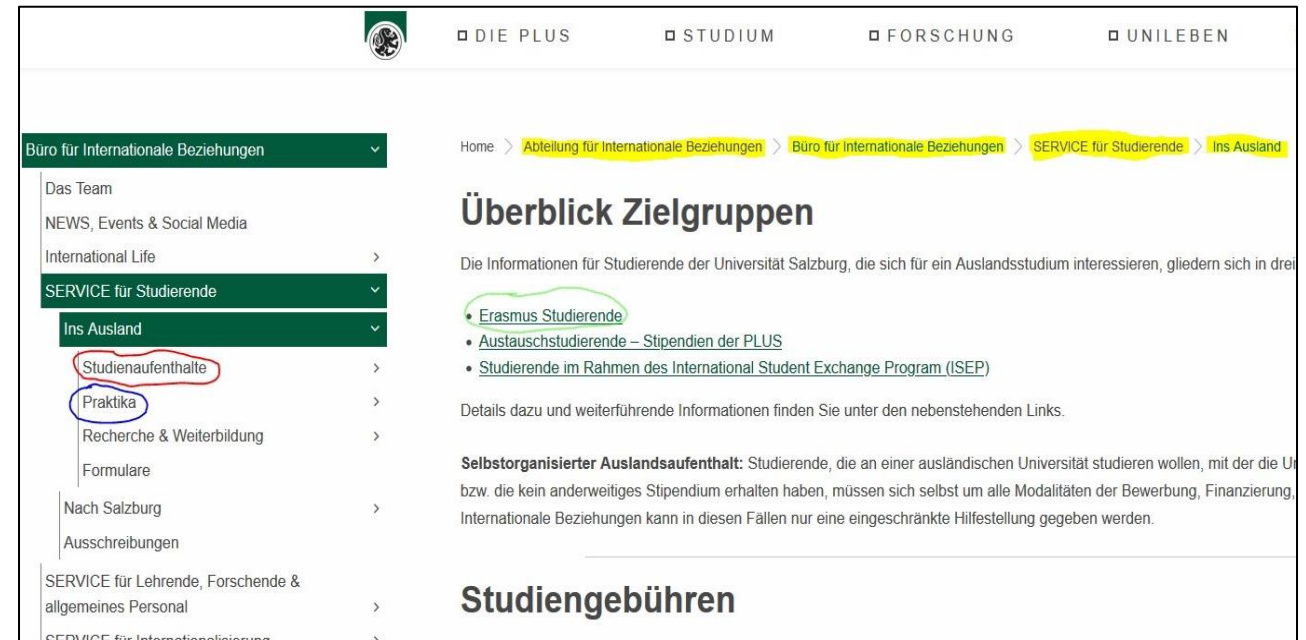 DIE PLUS
STUDIUM
FORSCHUNG
UNILEBEN
Büro für Internationale Beziehungen
Das Team
NEWS, Events & Social Media
International Life
SERVICE für Studierende
Ins Ausland
Studienaufenthalte
Praktika
Recherche & Weiterbildung
Formulare
Nach Salzburg
Ausschreibungen
SERVICE für Lehrende, Forschende &
allgemeines Personal
SERVICE für Internationalisierung
Home > Abteilung für Internationale Beziehungen > Büro für Internationale Beziehungen > SERVICE für Studierende > Ins Ausland
Überblick Zielgruppen
Die Informationen für Studierende der Universität Salzburg, die sich für ein Auslandsstudium interessieren, gliedern sich in drei
• Erasmus Studierende
• Austauschstudierende – Stipendien der PLUS
• Studierende im Rahmen des International Student Exchange Program (ISEP)
Details dazu und weiterführende Informationen finden Sie unter den nebenstehenden Links.
Selbstorganisierter Auslandsaufenthalt: Studierende, die an einer ausländischen Universität studieren wollen, mit der die
bzw. die kein anderweitiges Stipendium erhalten haben, müssen sich selbst um alle Modalitäten der Bewerbung, Finanzierung,
Internationale Beziehungen kann in diesen Fällen nur eine eingeschränkte Hilfestellung gegeben werden.
Studiengebühren